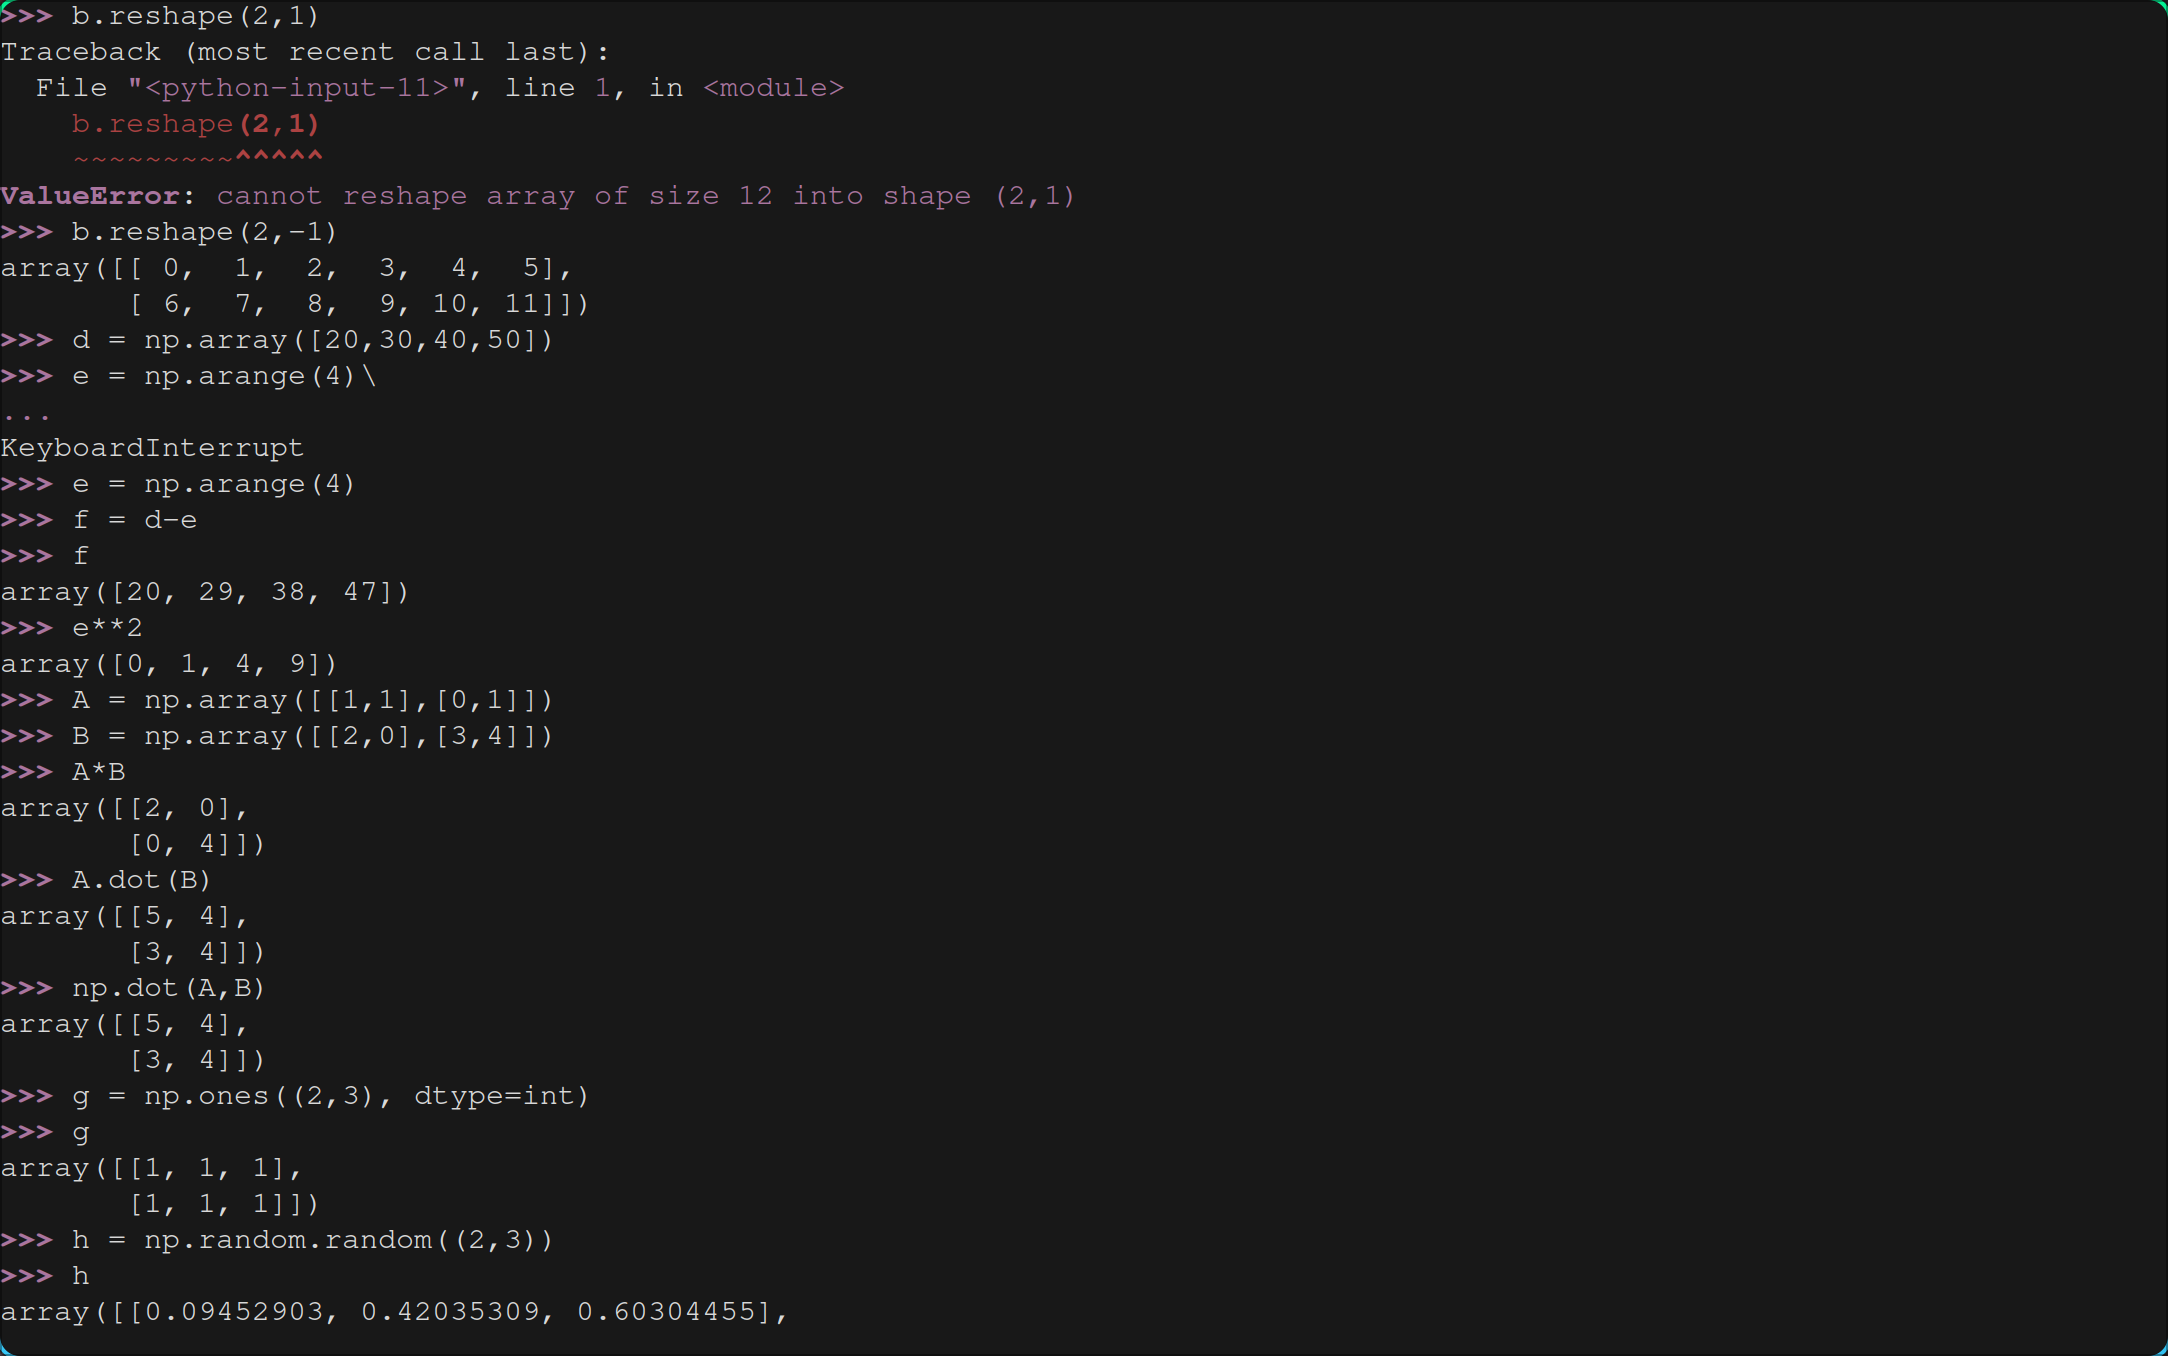 >>> b.reshape(2,1)
Traceback (most recent call last):
  File "<python-input-11>", line 1, in <module>
    b.reshape(2,1)
    ~~~~~~~~~^^^^^
ValueError: cannot reshape array of size 12 into shape (2,1)
>>> b.reshape(2,-1)
array([[ 0,  1,  2,  3,  4,  5],
       [ 6,  7,  8,  9, 10, 11]])
>>> d = np.array([20,30,40,50])
>>> e = np.arange(4)\
...
KeyboardInterrupt
>>> e = np.arange(4)
>>> f = d-e
>>> f
array([20, 29, 38, 47])
>>> e**2
array([0, 1, 4, 9])
>>> A = np.array([[1,1],[0,1]])
>>> B = np.array([[2,0],[3,4]])
>>> A*B
array([[2, 0],
       [0, 4]])
>>> A.dot(B)
array([[5, 4],
       [3, 4]])
>>> np.dot(A,B)
array([[5, 4],
       [3, 4]])
>>> g = np.ones((2,3), dtype=int)
>>> g
array([[1, 1, 1],
       [1, 1, 1]])
>>> h = np.random.random((2,3))
>>> h
array([[0.09452903, 0.42035309, 0.60304455],